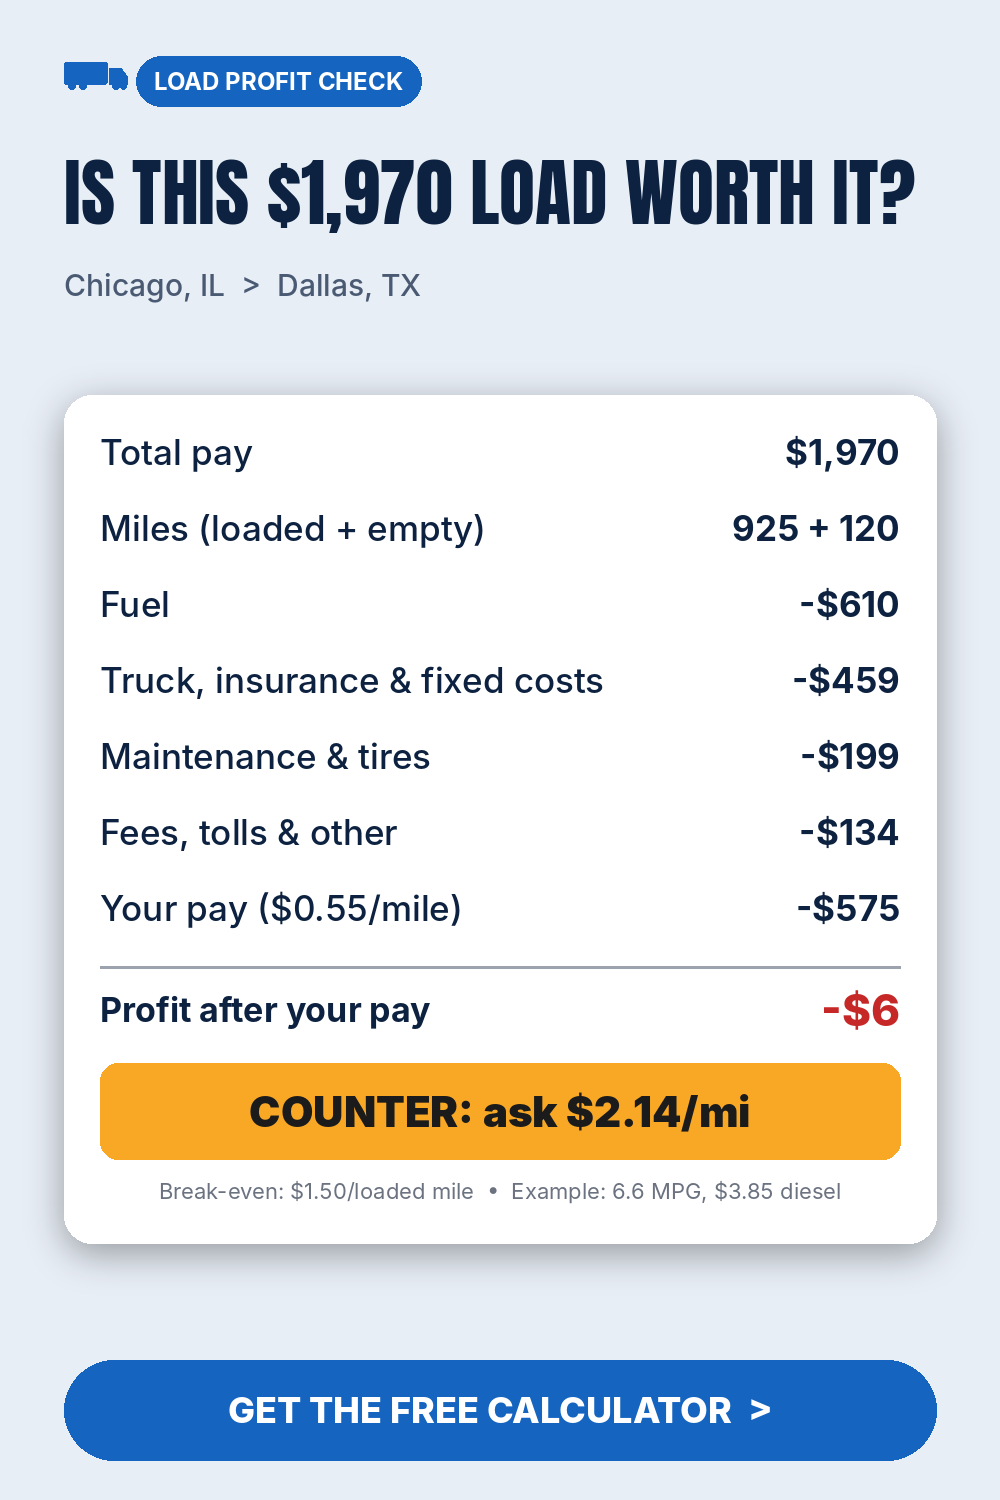 LOAD PROFIT CHECK
IS THIS $1,970 LOAD WORTH IT?
Chicago, IL > Dallas, TX
Total pay $1,970
Miles (loaded + empty) 925 + 120
Fuel -$610
Truck, insurance & fixed costs -$459
Maintenance & tires -$199
Fees, tolls & other -$134
Your pay ($0.55/mile) -$575
Profit after your pay -$6
COUNTER: ask $2.14/mi
Break-even: $1.50/loaded mile • Example: 6.6 MPG, $3.85 diesel
GET THE FREE CALCULATOR >